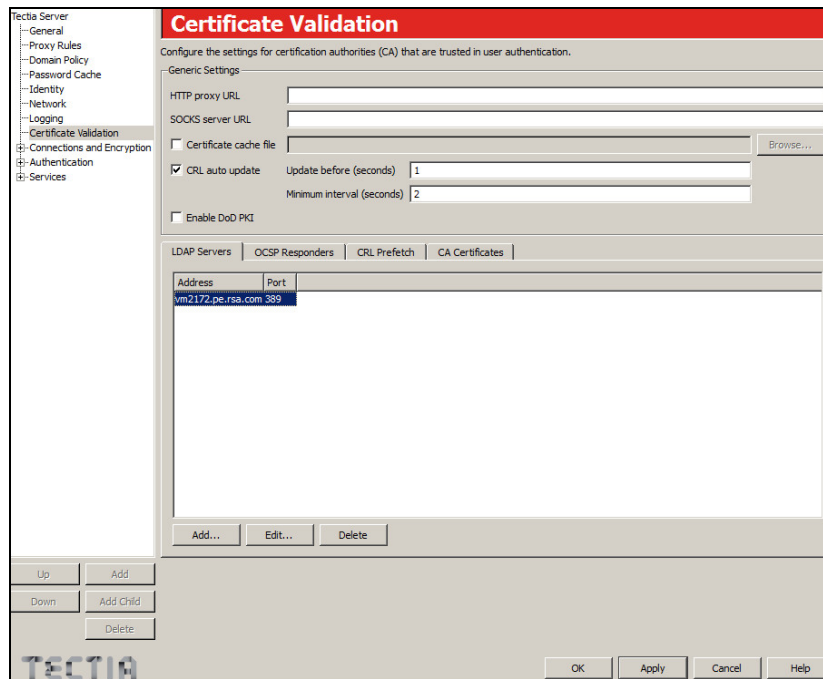 Tectia Server
General
Proxy Rules
Domain Policy
Password Cache
Identity
Network
Logging
Certificate Validation
Connections and Encryption
Authentication
Services
Up
Add
Down
Add Child
Delete
TECTIA
Certificate Validation
Configure the settings for certification authorities (CA) that are trusted in user authentication.
Generic Settings
HTTP proxy URL
SOCKS server URL
Certificate cache file
Browse...
CRL auto update Update before (seconds) 1
Minimum interval (seconds) 2
Enable DoD PKI
LDAP Servers OCSP Responders CRL Prefetch CA Certificates
Address Port
vm2172.pe.rsa.com 389
Add... Edit... Delete
OK Apply Cancel Help